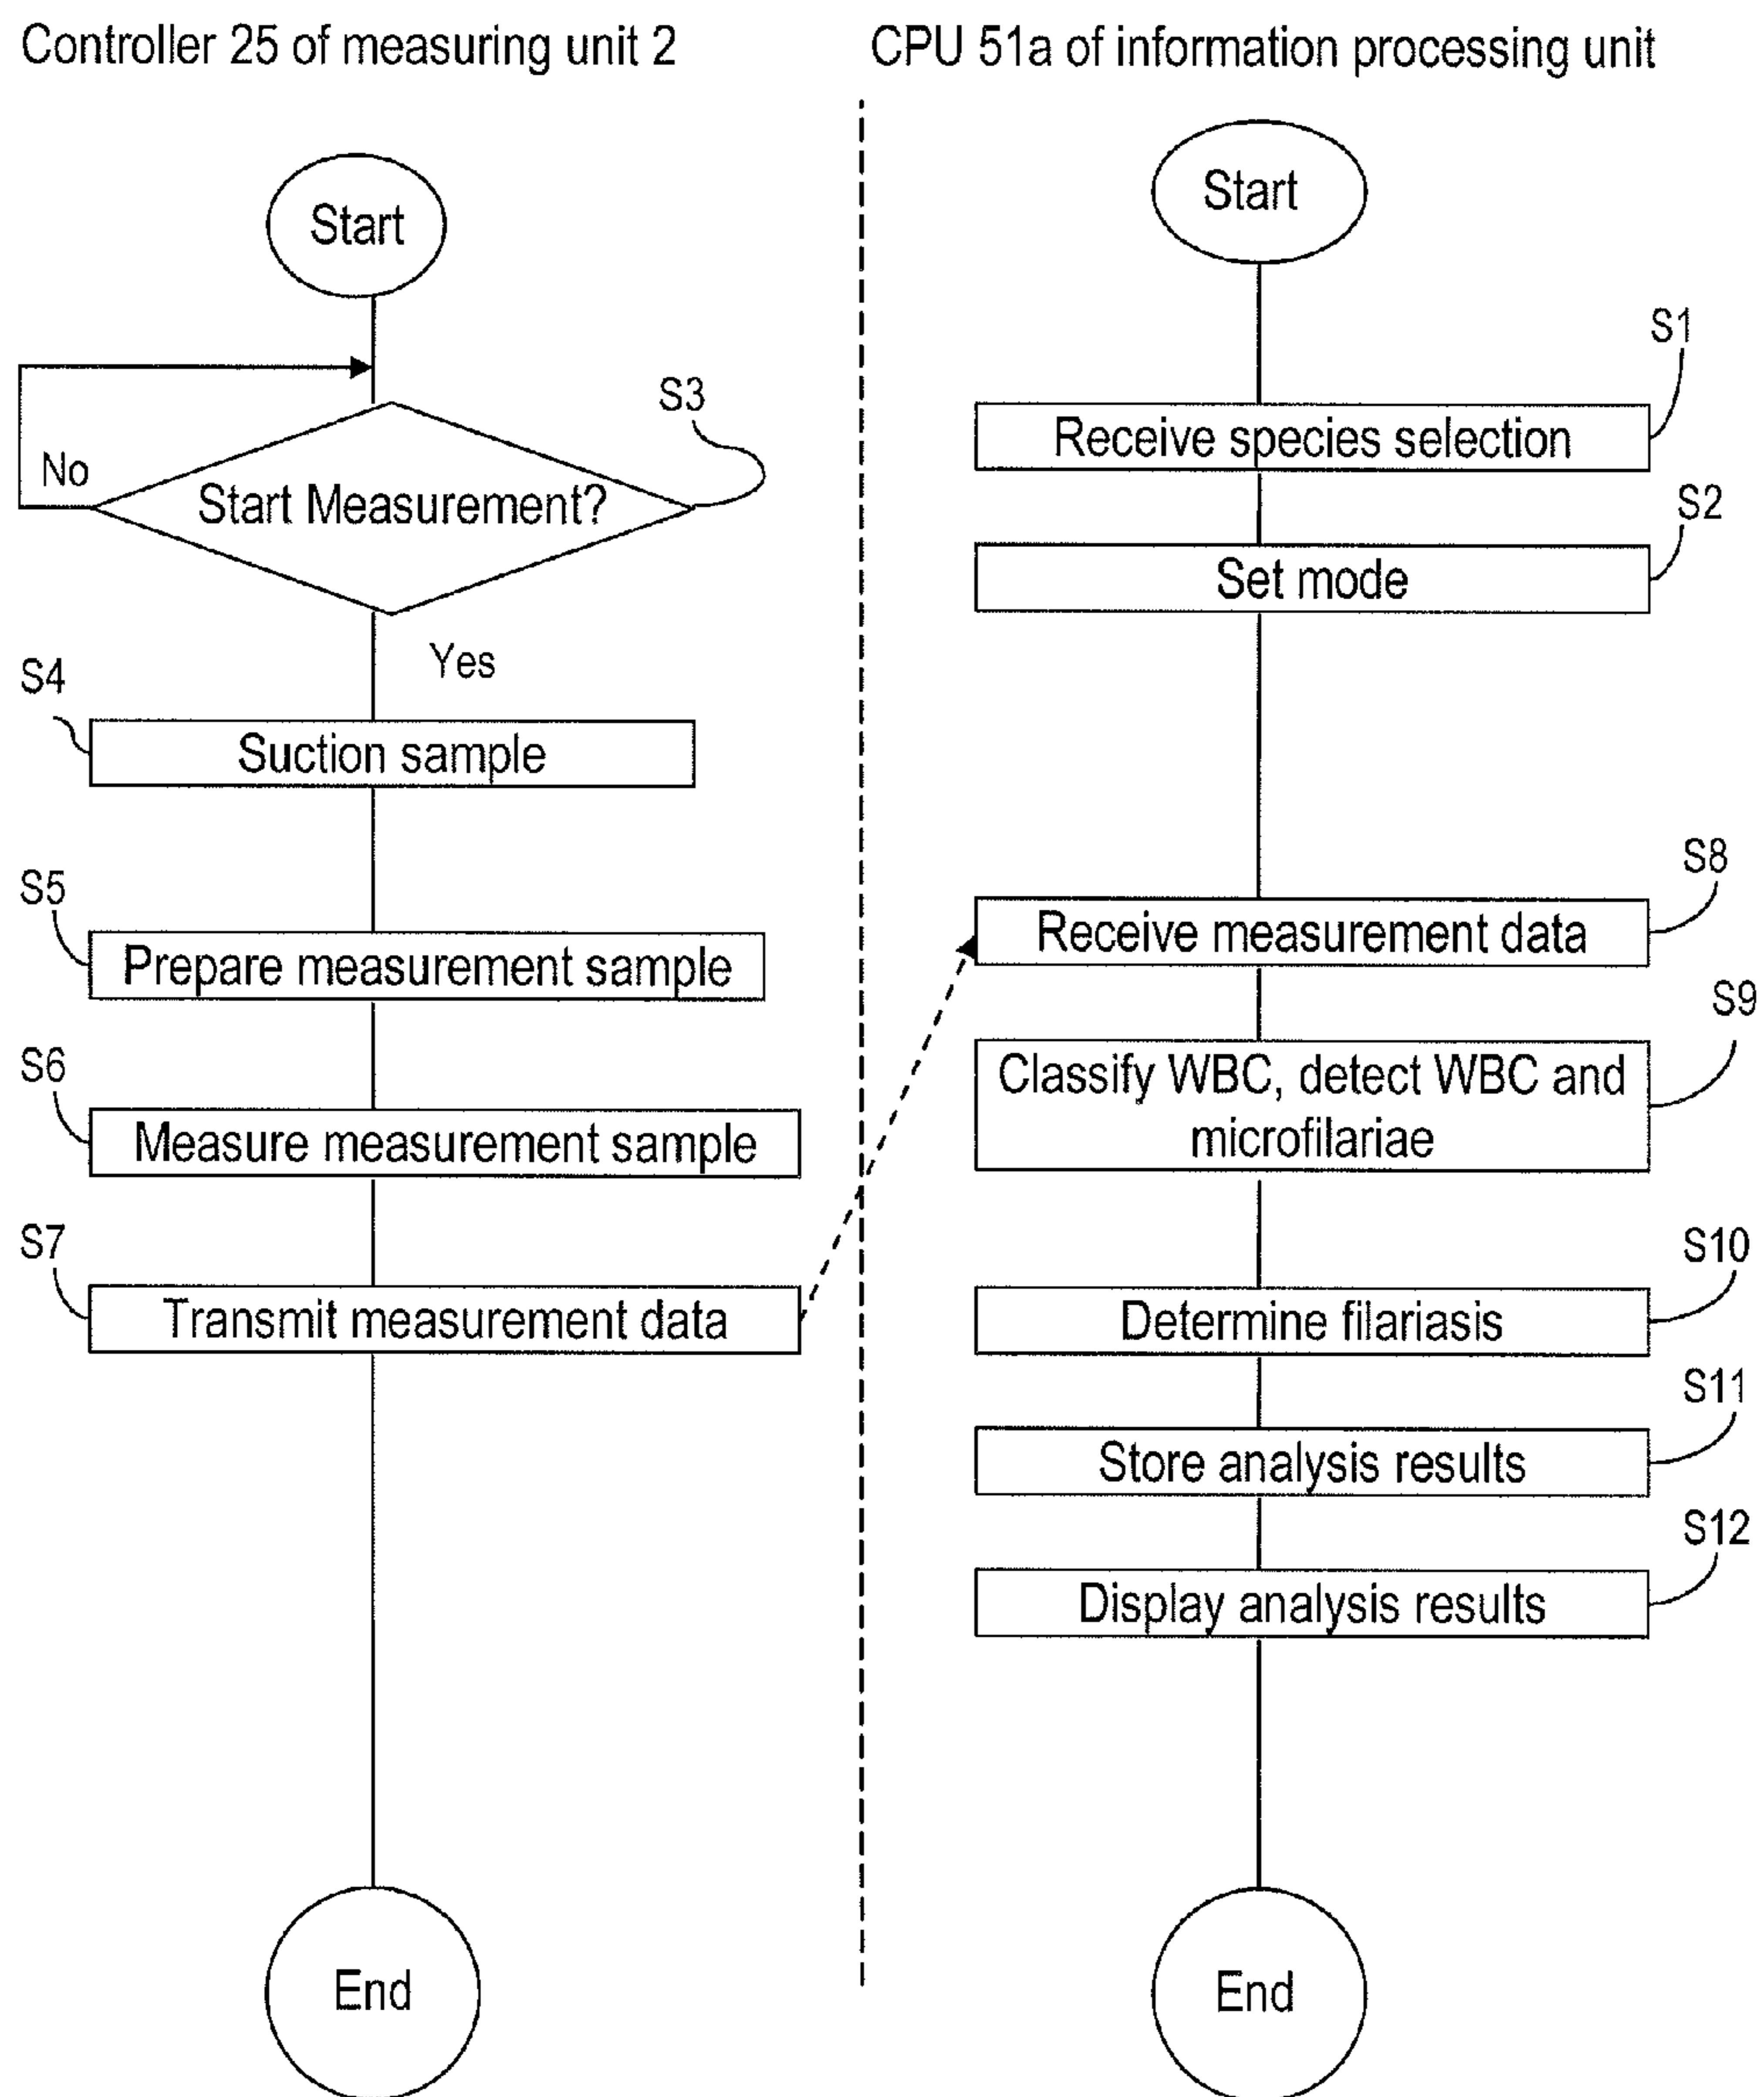 Controller 25 of measuring unit 2
Start
S3
No
Start Measurement?
Yes
S4
Suction sample
S5
Prepare measurement sample
S6
Measure measurement sample
S7
Transmit measurement data
End
CPU 51a of information processing unit
Start
S1
Receive species selection
S2
Set mode
S8
Receive measurement data
S9
Classify WBC, detect WBC and
microfilariae
S10
Determine filariasis
S11
Store analysis results
S12
Display analysis results
End